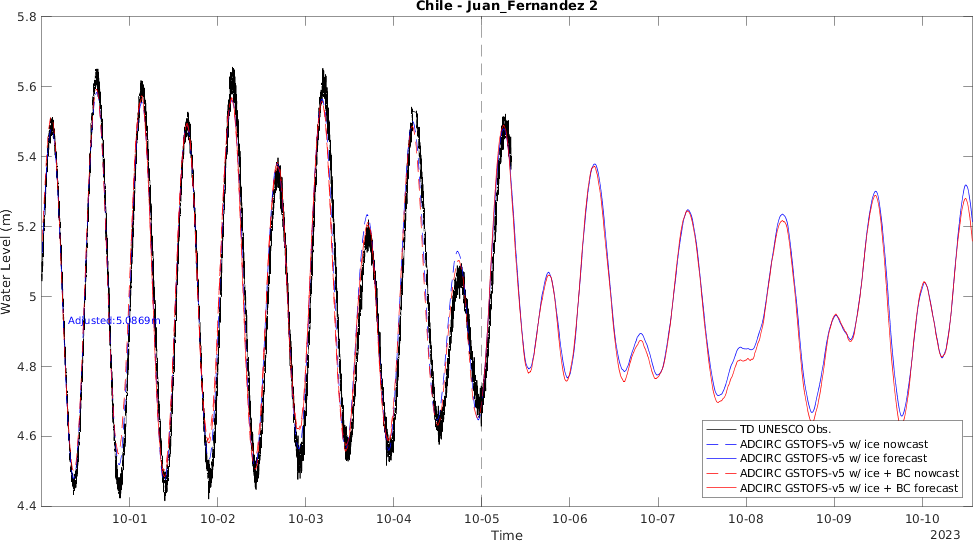 Chile - Juan_Fernandez 2
5.8
5.6
5.4
5.2
5
4.8
4.6
4.4
Water Level (m)
Adjusted:5.0869m
TD UNESCO Obs.
ADCIRC GSTOFS-v5 w/ ice nowcast
ADCIRC GSTOFS-v5 w/ ice forecast
ADCIRC GSTOFS-v5 w/ ice + BC nowcast
ADCIRC GSTOFS-v5 w/ ice + BC forecast
10-01 10-02 10-03 10-04 10-05 10-06 10-07 10-08 10-09 10-10
Time
2023